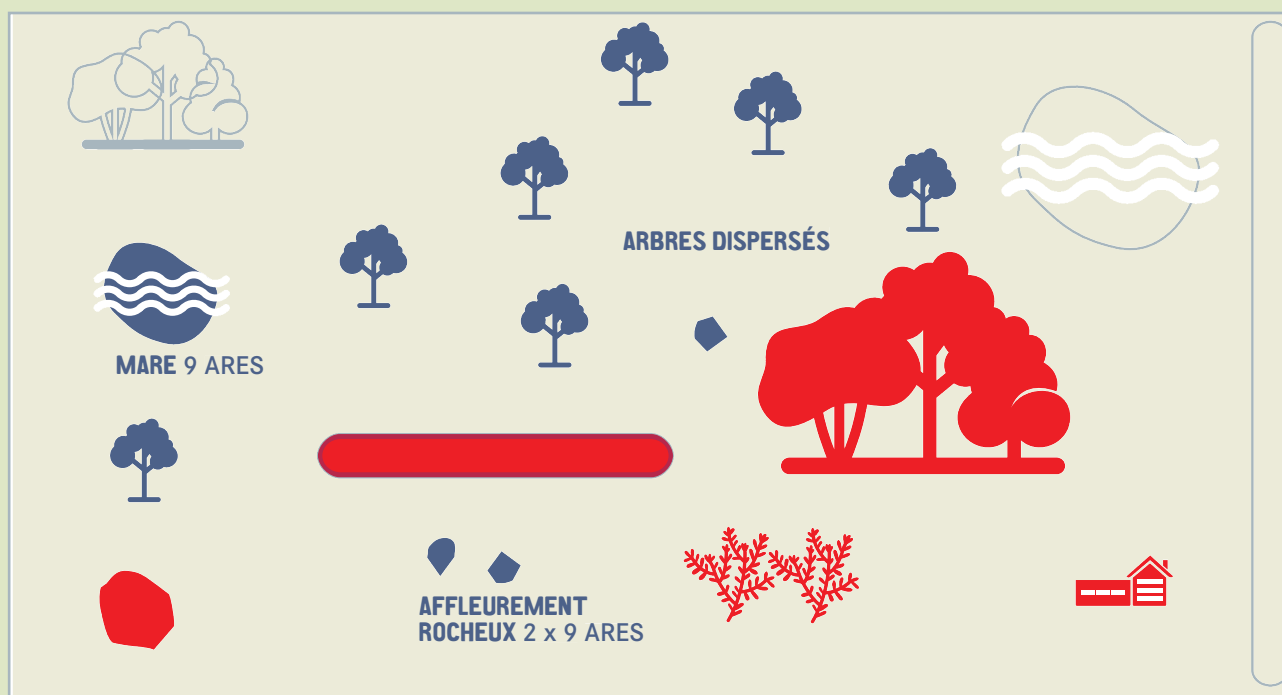 ARBRES DISPERSÉS
MARE 9 ARES
AFFLEUREMENT
ROCHEUX 2 x 9 ARES